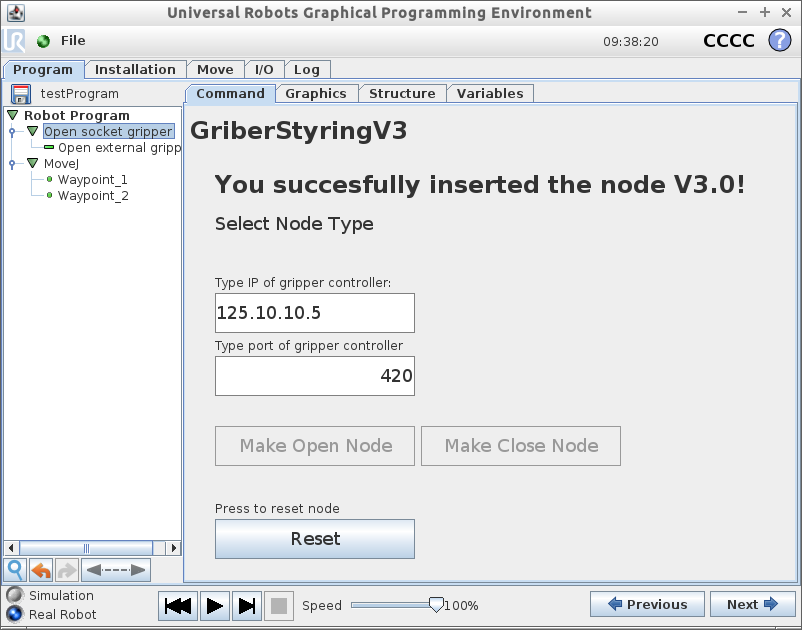 Universal Robots Graphical Programming Environment
UR File 09:38:20 CCCC ?
Program Installation Move I/O Log
testProgram
Command Graphics Structure Variables
Robot Program
Open socket gripper
Open external gripp
MoveJ
Waypoint_1
Waypoint_2
GriberStyringV3
You succesfully inserted the node V3.0!
Select Node Type
Type IP of gripper controller:
125.10.10.5
Type port of gripper controller
420
Make Open Node Make Close Node
Press to reset node
Reset
Simulation
Real Robot
Speed 100%
Previous Next